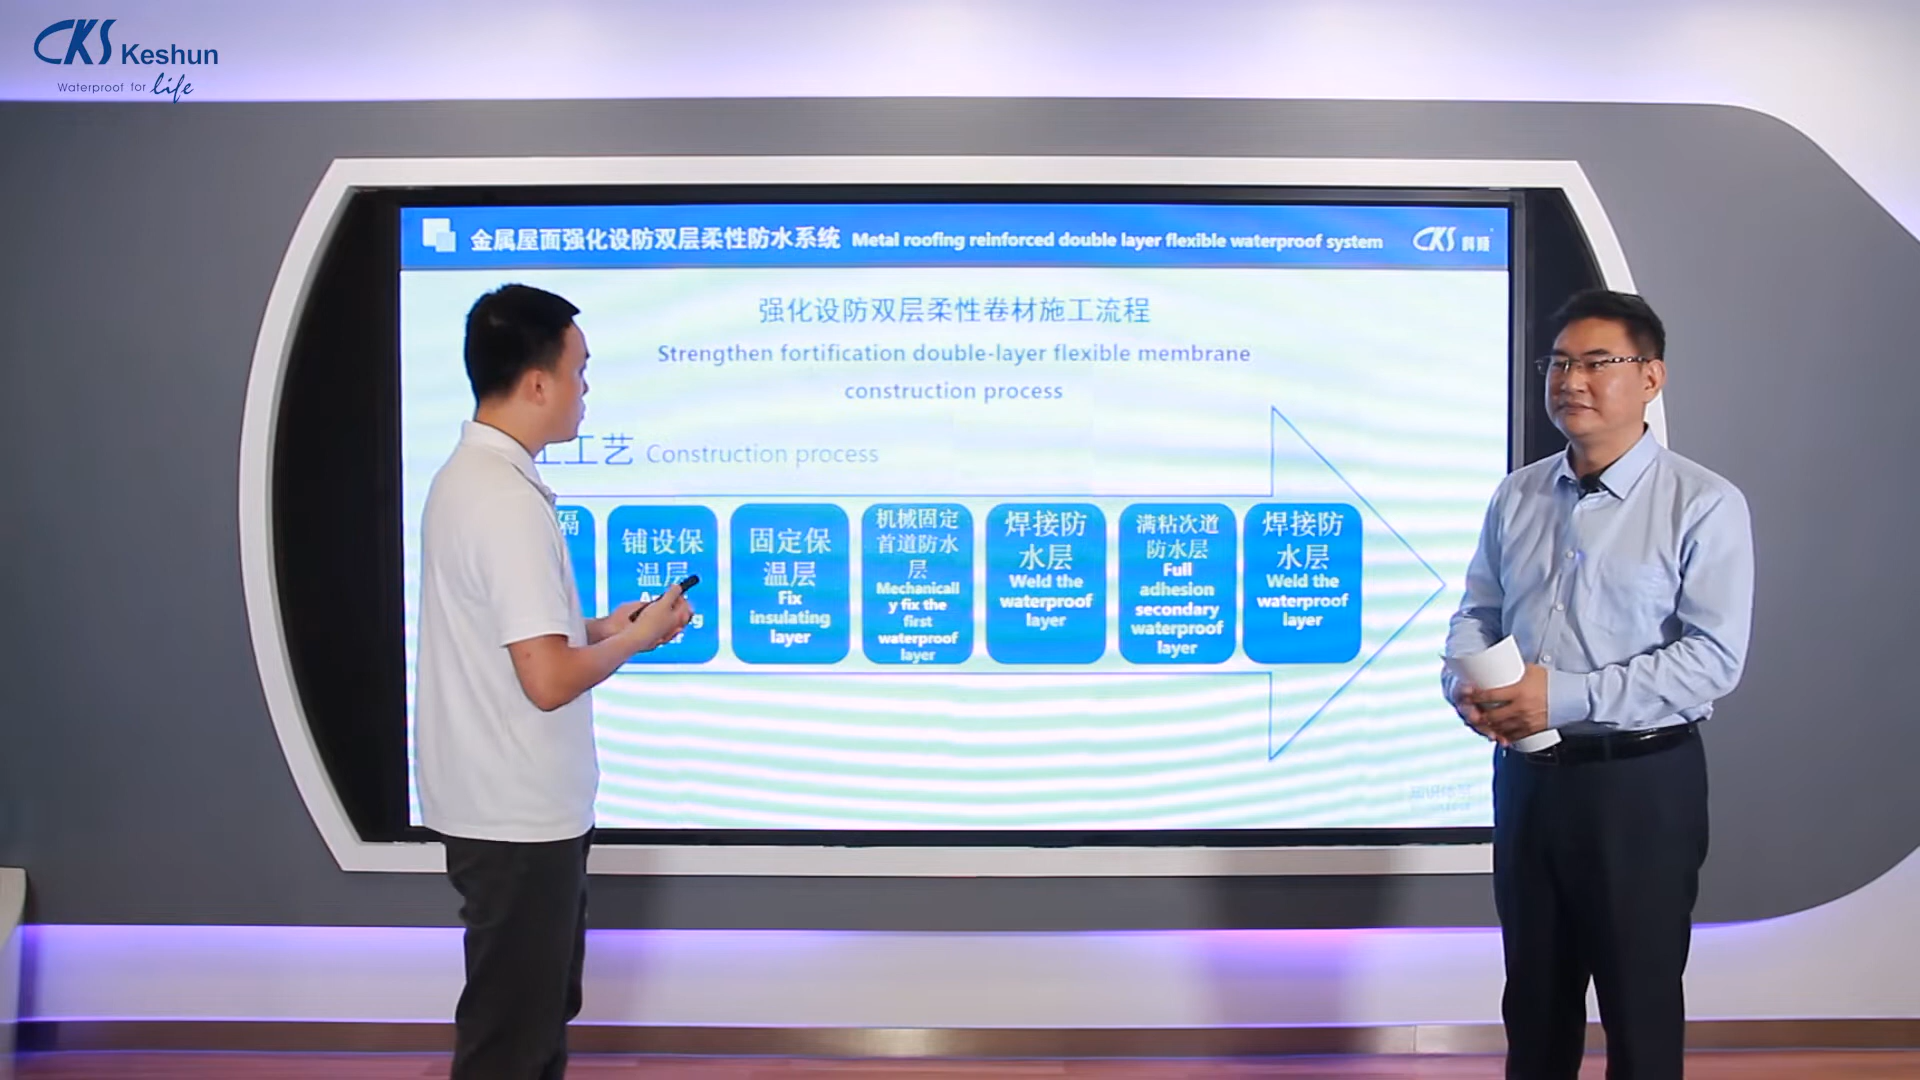 CKS Keshun
Waterproof for life
金属屋面强化设防双层柔性防水系统 Metal roofing reinforced double layer flexible waterproof system
CKS 科顺
强化设防双层柔性卷材施工流程
Strengthen fortification double-layer flexible membrane
construction process
工艺 Construction process
隔
铺设保
温层
固定保
温层
Fix
insulating
layer
机械固定
首道防水
层
Mechanicall
y fix the
first
waterproof
layer
焊接防
水层
Weld the
waterproof
layer
满粘次道
防水层
Full
adhesion
secondary
waterproof
layer
焊接防
水层
Weld the
waterproof
layer